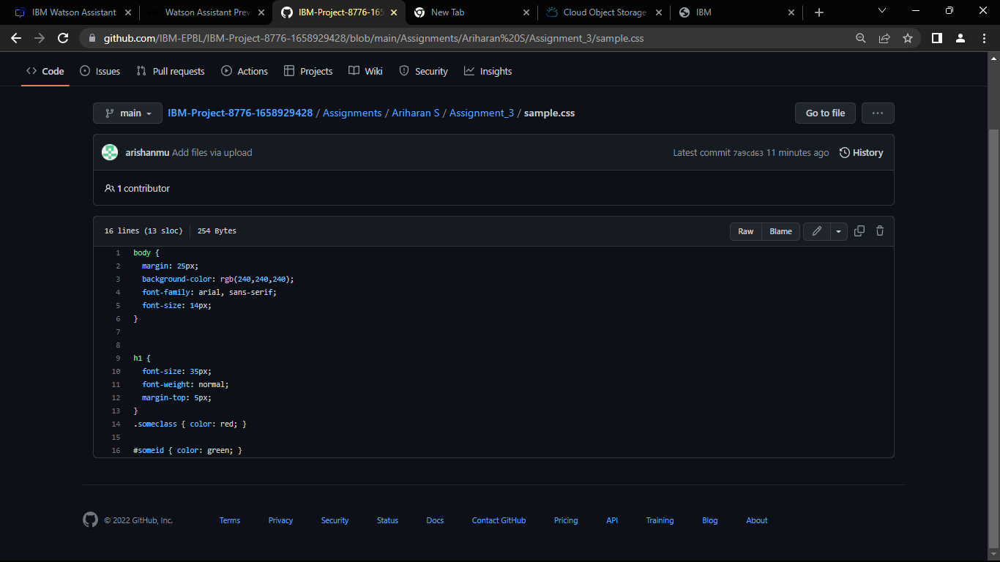 IBM Watson Assistant
Watson Assistant Prev
IBM-Project-8776-165
New Tab
Cloud Object Storage
IBM
github.com/IBM-EPBL/IBM-Project-8776-1658929428/blob/main/Assignments/Ariharan%20S/Assignment_3/sample.css
Code Issues Pull requests Actions Projects Wiki Security Insights
main IBM-Project-8776-1658929428 / Assignments / Ariharan S / Assignment_3 / sample.css Go to file ...
arishanmu Add files via upload Latest commit 7a9cd63 11 minutes ago History
1 contributor
16 lines (13 sloc) 254 Bytes Raw Blame
1 body {
2 margin: 25px;
3 background-color: rgb(240,240,240);
4 font-family: arial, sans-serif;
5 font-size: 14px;
6 }
7
8
9 h1 {
10 font-size: 35px;
11 font-weight: normal;
12 margin-top: 5px;
13 }
14 .someclass { color: red; }
15
16 #someid { color: green; }
© 2022 GitHub, Inc. Terms Privacy Security Status Docs Contact GitHub Pricing API Training Blog About